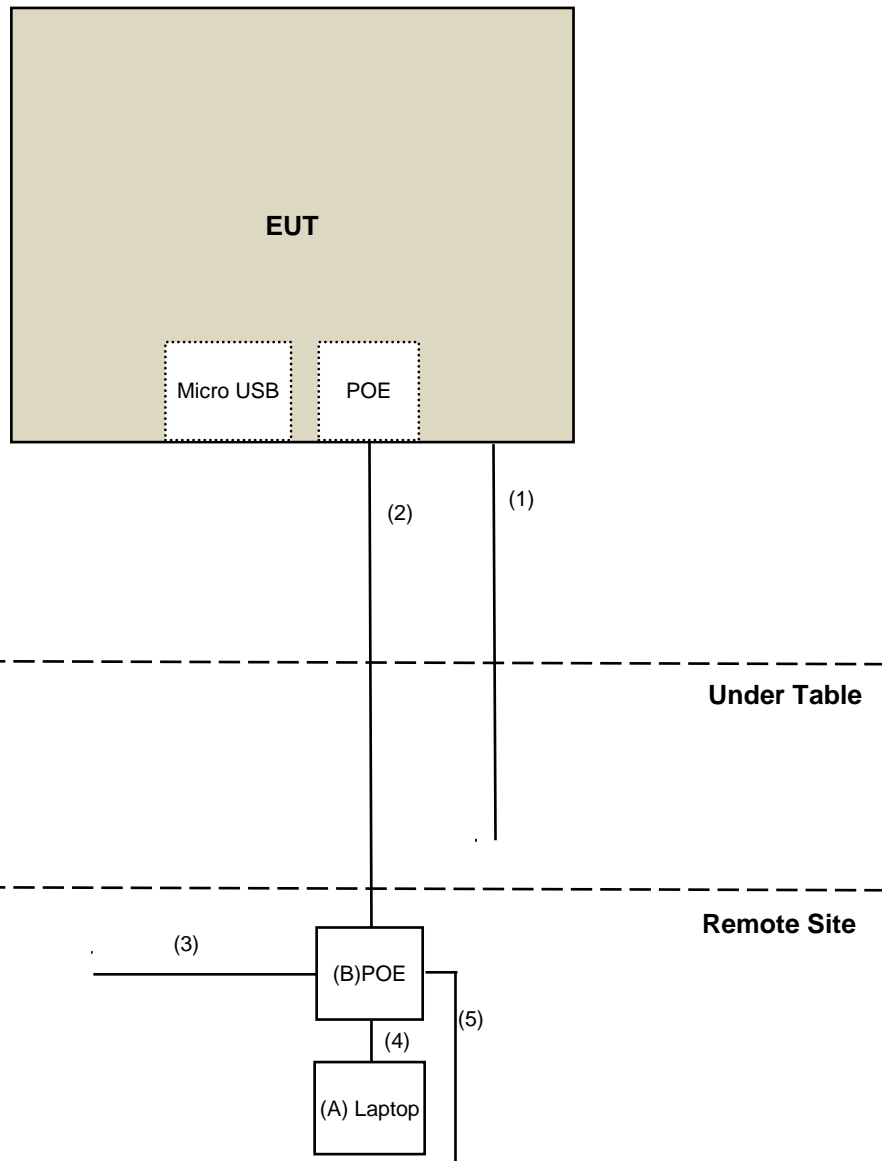 EUT
Micro USB
POE
(1)
(2)
Under Table
Remote Site
(3)
(B)POE
(5)
(4)
(A) Laptop